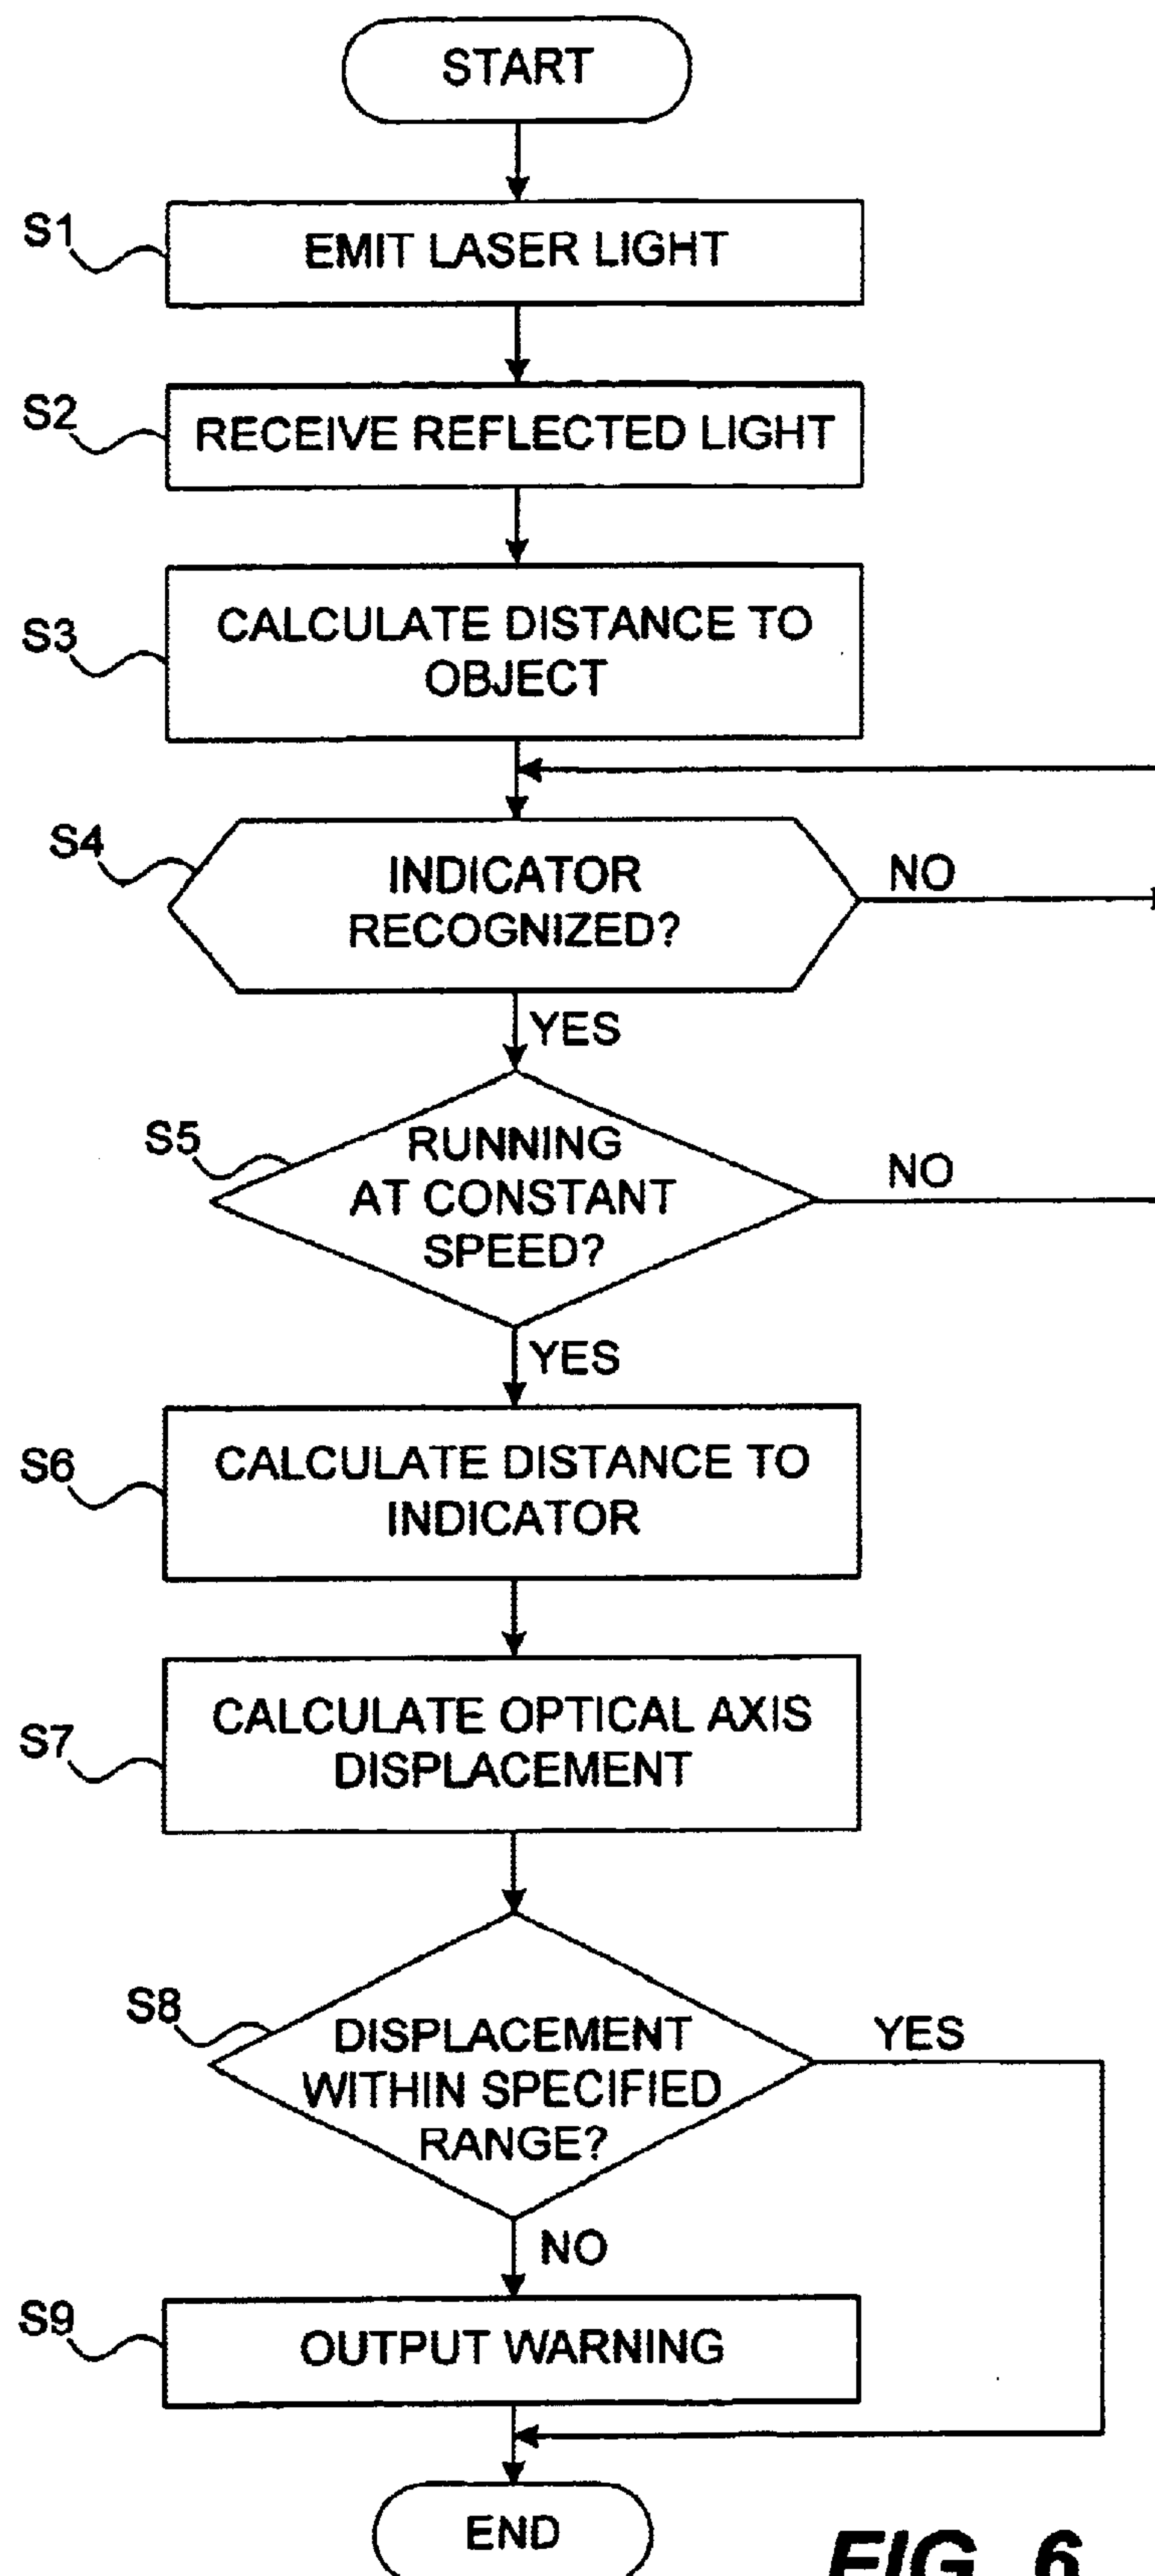 START
S1
EMIT LASER LIGHT
S2
RECEIVE REFLECTED LIGHT
S3
CALCULATE DISTANCE TO
OBJECT
S4
INDICATOR
RECOGNIZED?
NO
YES
S5
RUNNING
AT CONSTANT
SPEED?
NO
YES
S6
CALCULATE DISTANCE TO
INDICATOR
S7
CALCULATE OPTICAL AXIS
DISPLACEMENT
S8
DISPLACEMENT
WITHIN SPECIFIED
RANGE?
YES
NO
S9
OUTPUT WARNING
END
FIG. 6